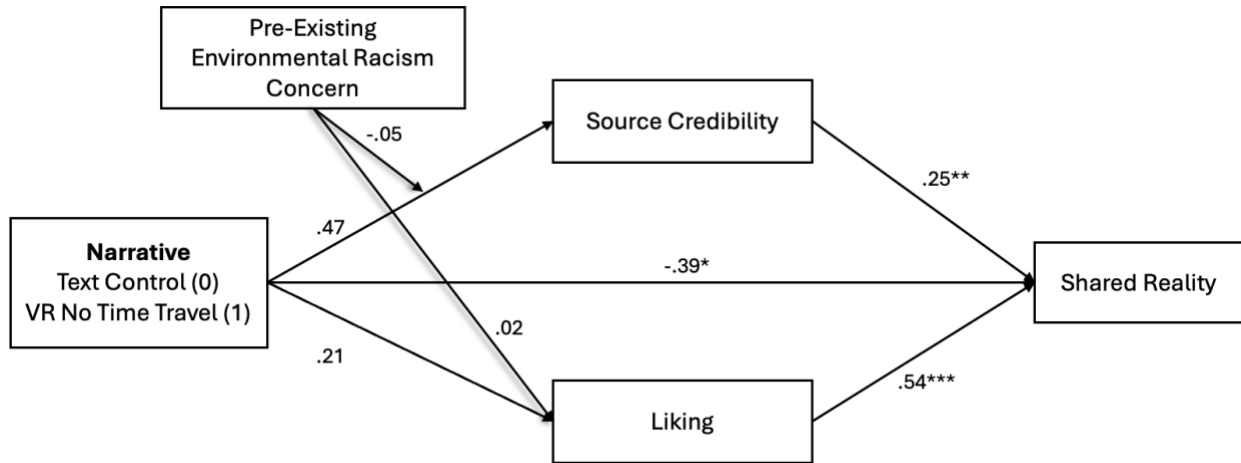 Pre-Existing
Environmental Racism
Concern
Source Credibility
-.05
.25**
.47
Narrative
Text Control (0)
VR No Time Travel (1)
-.39*
Shared Reality
.02
.21
.54***
Liking